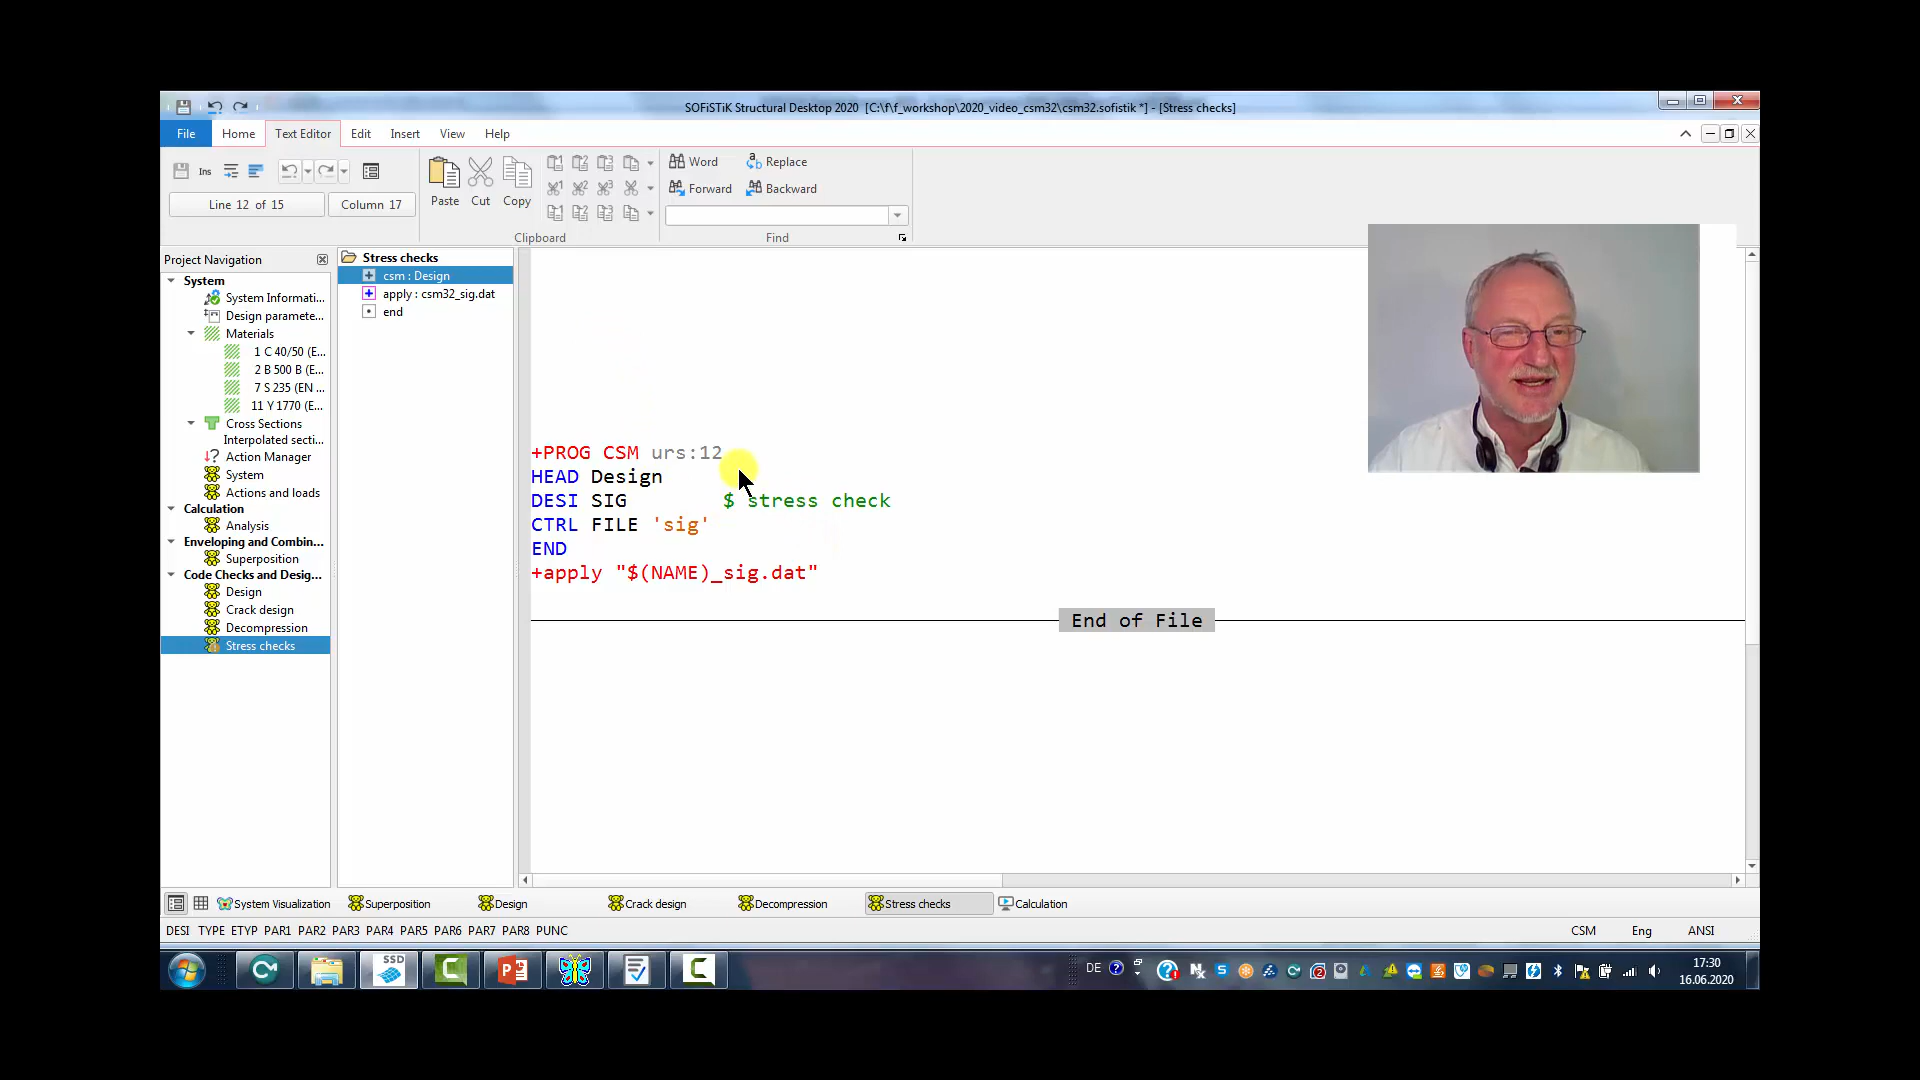 SOFiSTiK Structural Desktop 2020 [C:\f\f_workshop\2020_video_csm32\csm32.sofistik *] - [Stress checks]
File Home Text Editor Edit Insert View Help
Ins
Line 12 of 15 Column 17
Paste Cut Copy
Clipboard
Word Replace
Forward Backward
Find
Project Navigation
System
System Informati...
Design paramete...
Materials
1 C 40/50 (E...
2 B 500 B (E...
7 S 235 (EN ...
11 Y 1770 (E...
Cross Sections
Interpolated secti...
Action Manager
System
Actions and loads
Calculation
Analysis
Enveloping and Combin...
Superposition
Code Checks and Desig...
Design
Crack design
Decompression
Stress checks
Stress checks
csm : Design
apply : csm32_sig.dat
end
+PROG CSM urs:12
HEAD Design
DESI SIG $ stress check
CTRL FILE 'sig'
END
+apply "$(NAME)_sig.dat"
End of File
System Visualization Superposition Design Crack design Decompression Stress checks Calculation
DESI TYPE ETYP PAR1 PAR2 PAR3 PAR4 PAR5 PAR6 PAR7 PAR8 PUNC CSM Eng ANSI
SSD
DE
17:30
16.06.2020